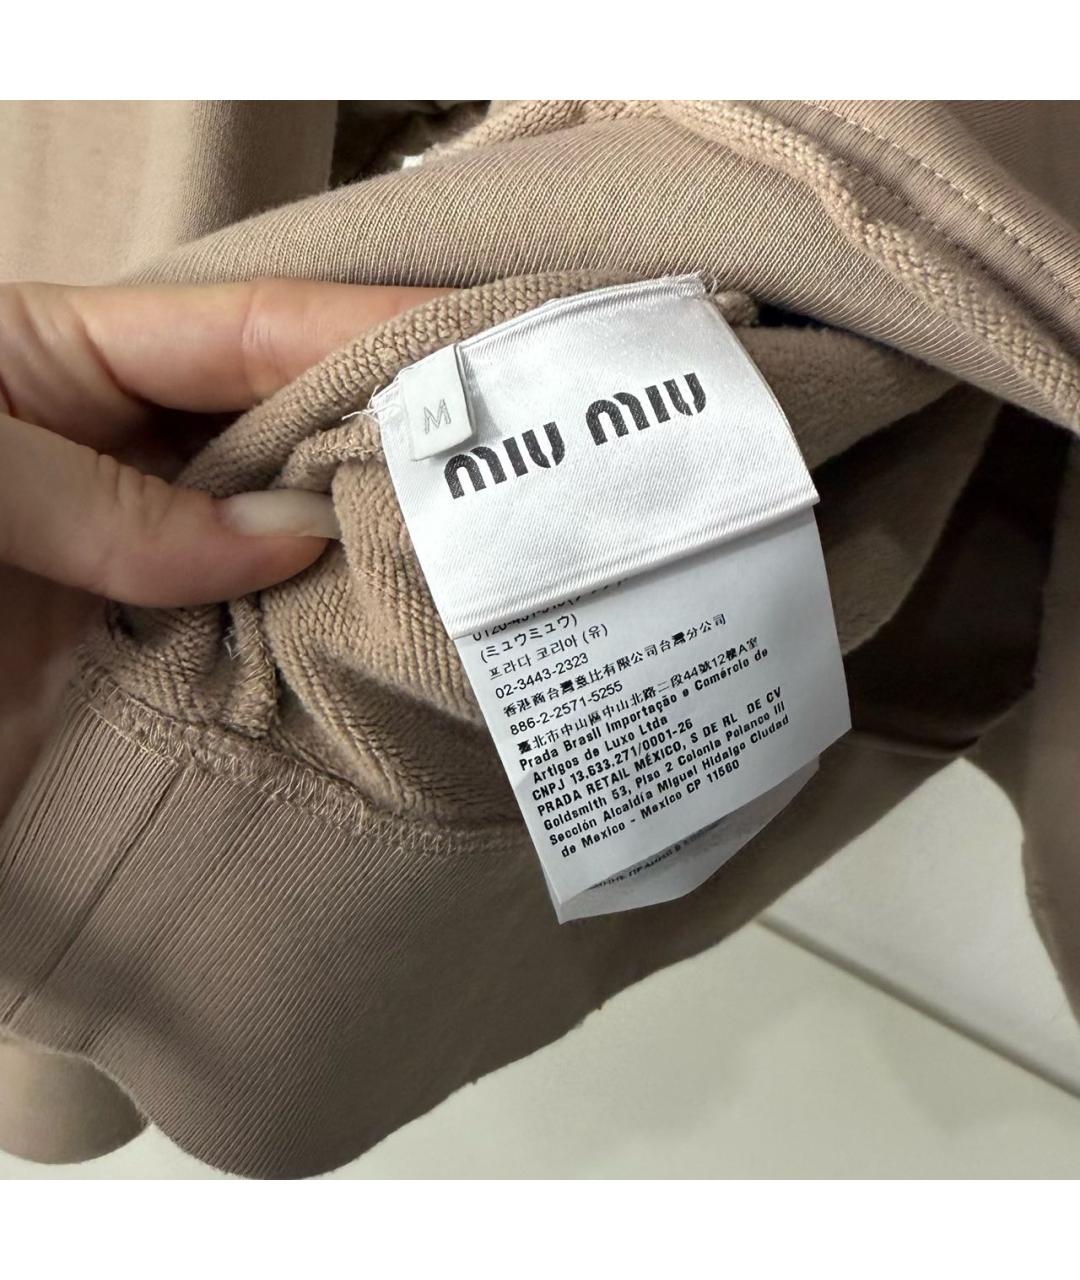 M
MIU MIU
(ミュウミュウ)
프라다 코리아 (유)
02-3443-2323
香港商台灣意比有限公司台灣分公司
886-2-2571-5255
臺北市中山區中山北路二段44號12樓A室
Prada Brasil Importação e Comércio de
Artigos de Luxo Ltda
CNPJ 13.633.271/0001-26
PRADA RETAIL MÉXICO, S DE RL DE CV
Goldsmith 53, Piso 2 Colonia Polanco III
Sección Alcaldía Miguel Hidalgo Ciudad
de Mexico - Mexico CP 11560